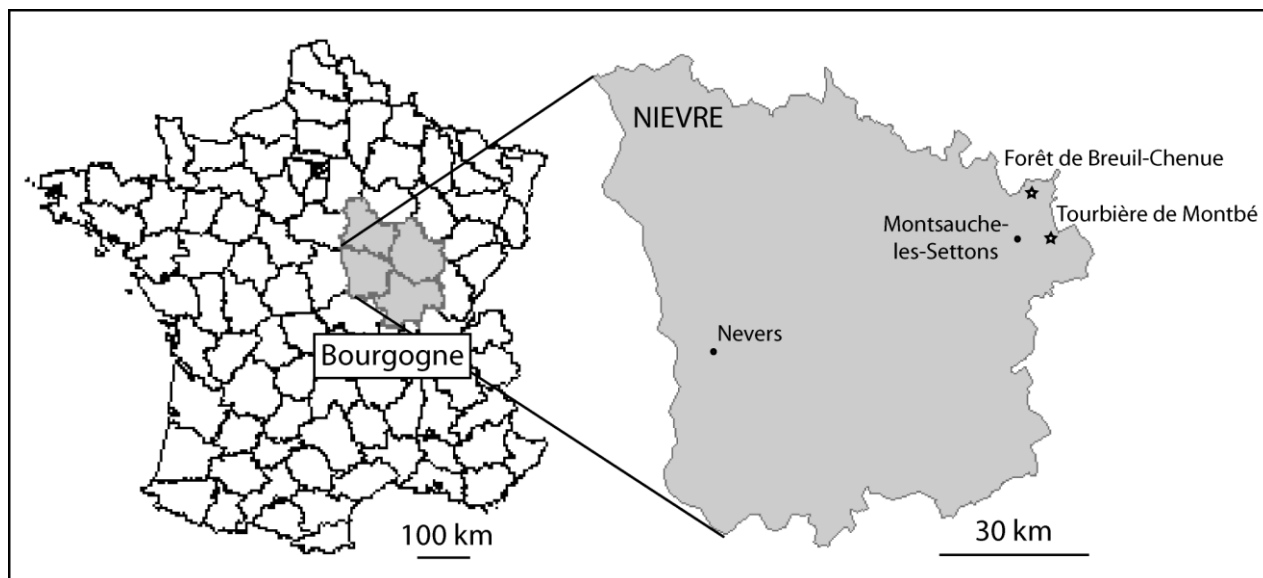 NIEVRE
Forêt de Breuil-Chenue
Tourbière de Montbé
Montsauche-
les-Settons
Nevers
Bourgogne
100 km
30 km